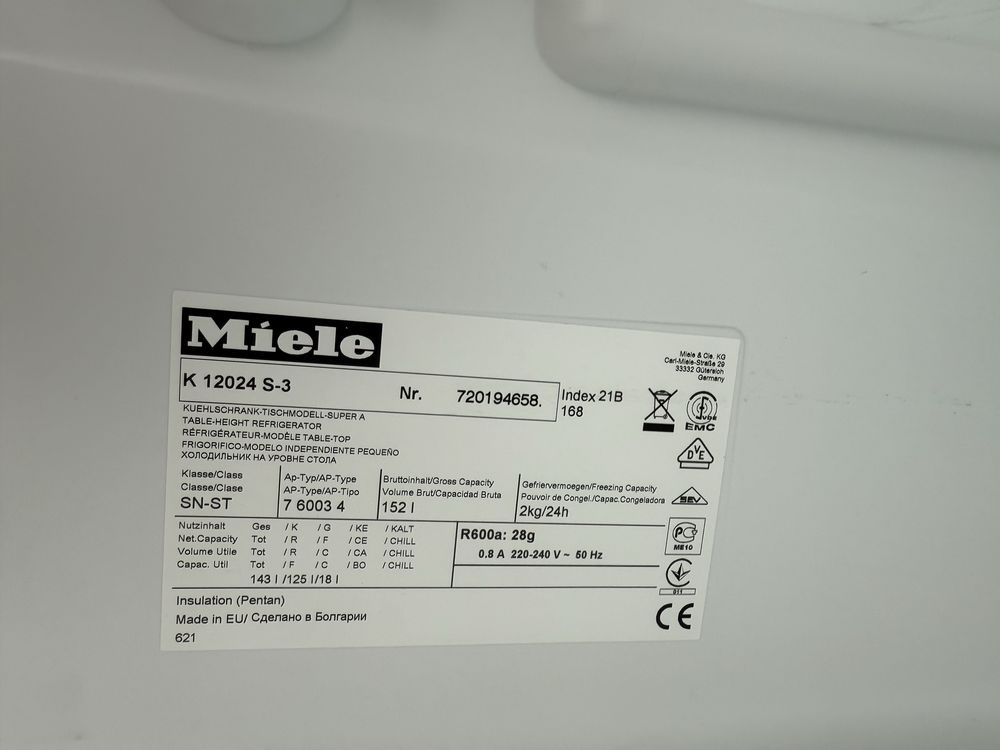 Miele
Miele & Cie. KG
Carl-Miele-Straße 29
33332 Gütersloh
Germany
K 12024 S-3 Nr. 720194658.
Index 21B
168
KUEHLSCHRANK-TISCHMODELL-SUPER A
TABLE-HEIGHT REFRIGERATOR
RÉFRIGÉRATEUR-MODÈLE TABLE-TOP
FRIGORIFICO-MODELO INDEPENDIENTE PEQUEÑO
ХОЛОДИЛЬНИК НА УРОВНЕ СТОЛА
VDE
EMC
DVE
Klasse/Class
Classe/Clase
SN-ST
Ap-Typ/AP-Type
AP-Type/AP-Tipo
7 6003 4
Bruttoinhalt/Gross Capacity
Volume Brut/Capacidad Bruta
152 l
Gefriervermoegen/Freezing Capacity
Pouvoir de Congel./Capac.Congeladora
2kg/24h
SEV
Nutzinhalt Ges / K / G / KE / KALT
Net.Capacity Tot / R / F / CE / CHILL
Volume Utile Tot / R / C / CA / CHILL
Capac. Util Tot / F / C / BO / CHILL
143 l /125 l/18 l
R600a: 28g
0.8 A 220-240 V ~ 50 Hz
PC
ME10
Insulation (Pentan)
Made in EU/ Сделано в Болгарии
621
CE